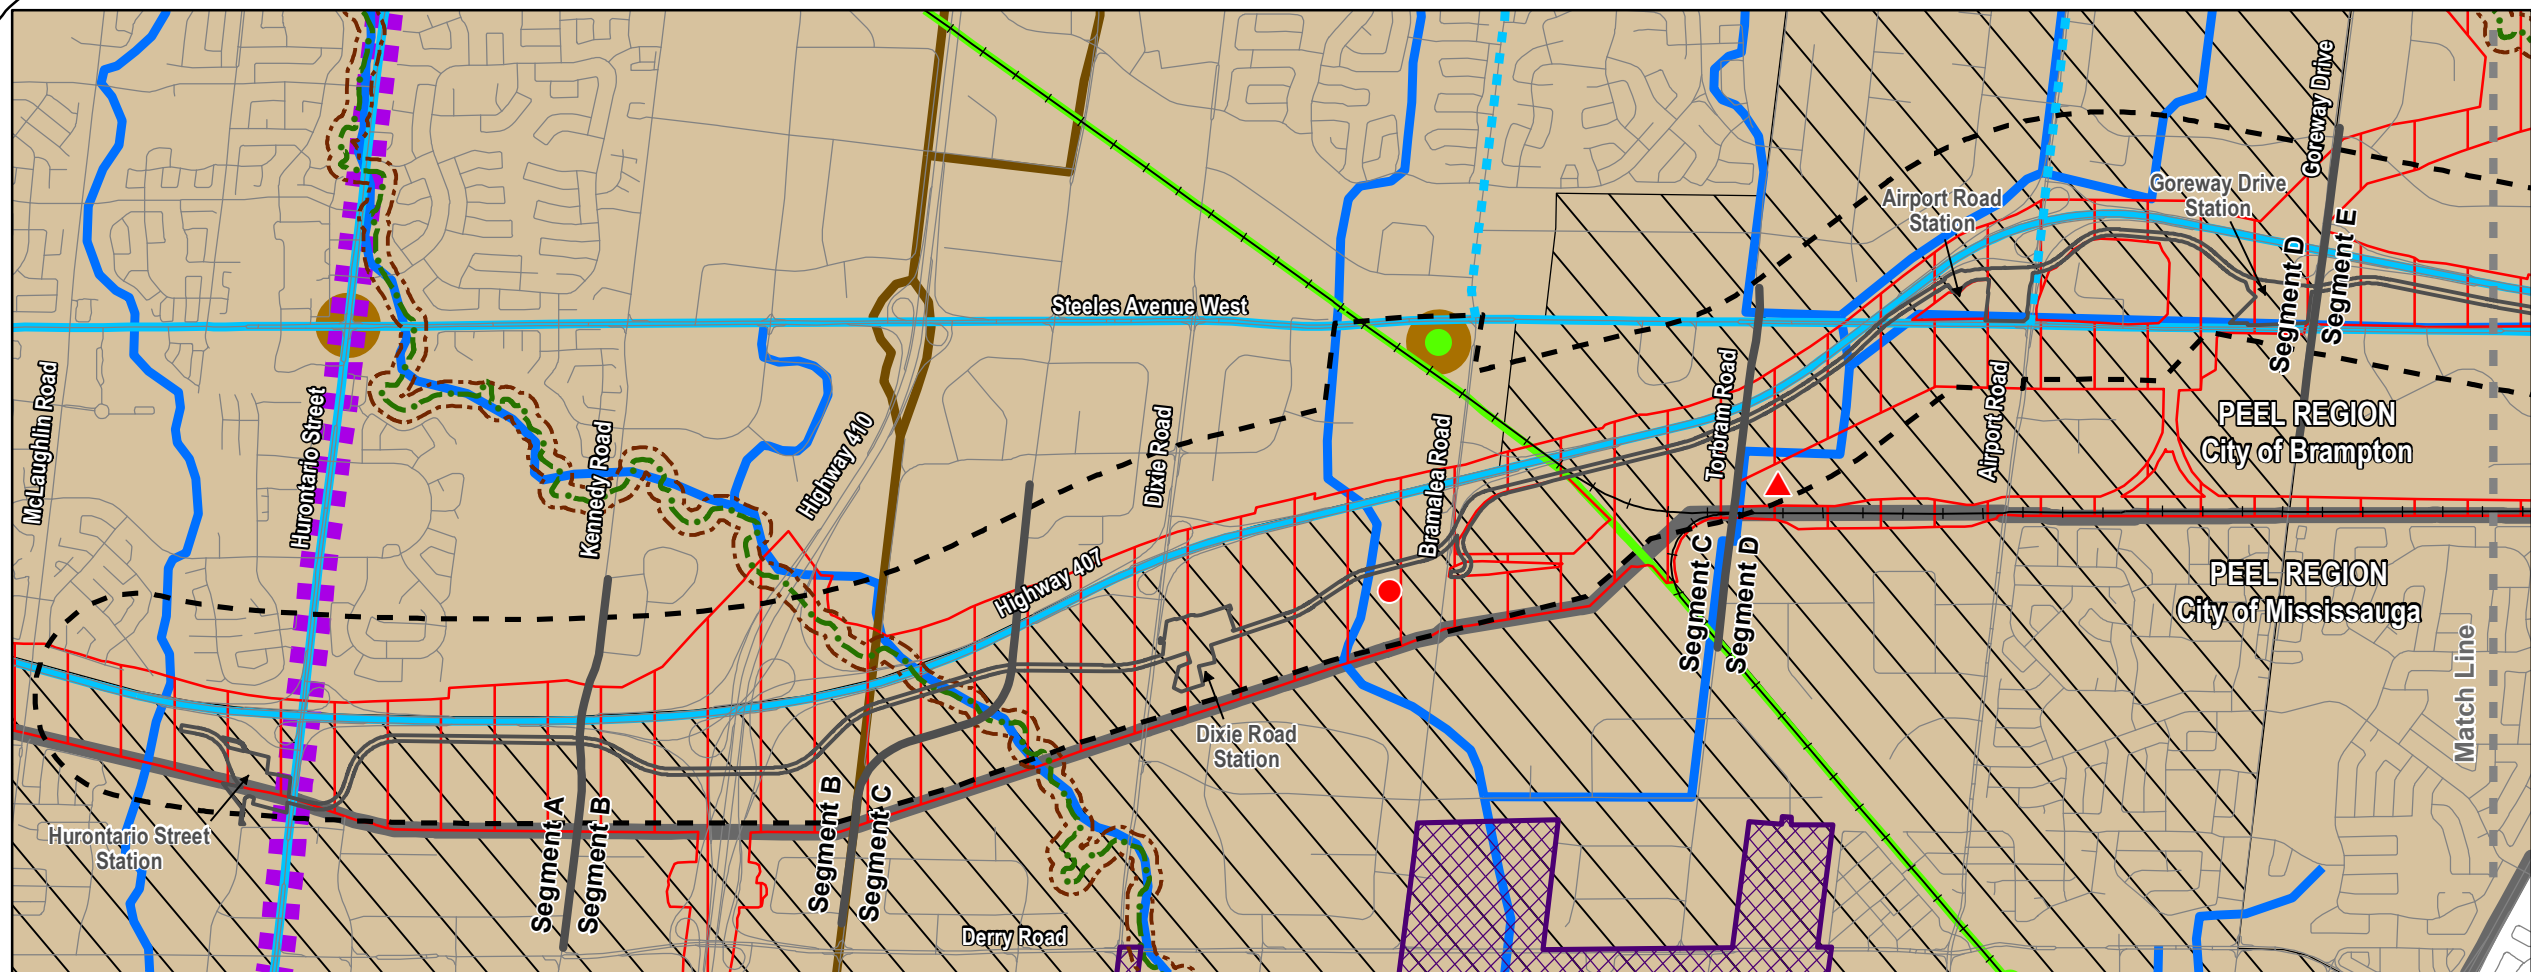 Goreway Drive
Airport Road
Station
Goreway Drive
Station
Segment D
Segment E
Steeles Avenue West
McLaughlin Road
Hurontario Street
Kennedy Road
Highway 410
Dixie Road
Bramalea Road
Torbram Road
Airport Road
PEEL REGION
City of Brampton
Highway 407
Segment C
Segment D
PEEL REGION
City of Mississauga
Match Line
Dixie Road
Station
Hurontario Street
Station
Segment A
Segment B
Segment B
Segment C
Derry Road